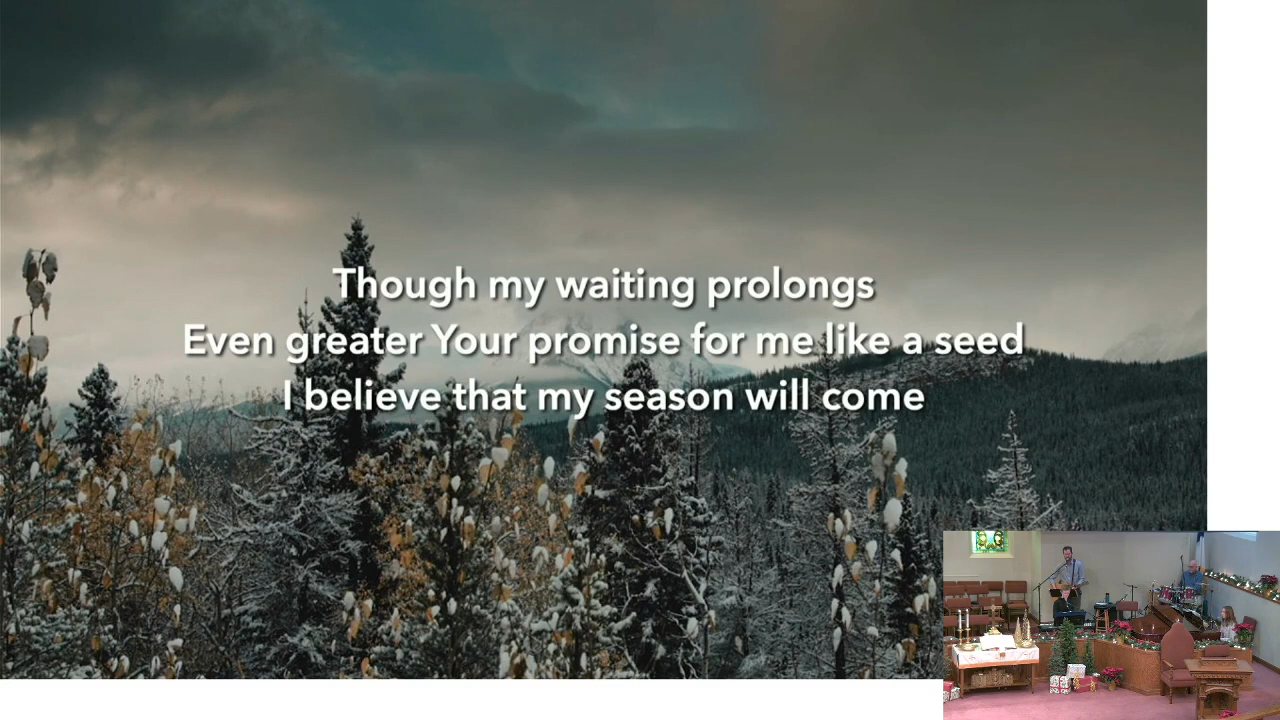 Though my waiting prolongs
Even greater Your promise for me like a seed
I believe that my season will come